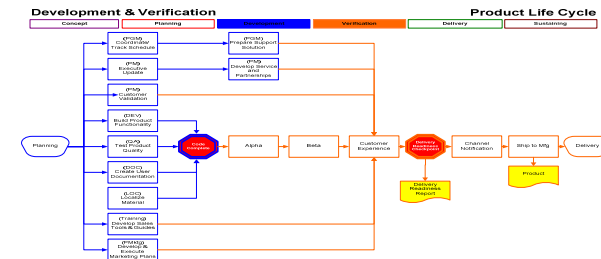 Development & Verification
Product Life Cycle
Concept
Planning
Development
Verification
Delivery
Sustaining
(PGM)
Coordinate/
Track Schedule
(PGM)
Prepare Support
Solution
(PM)
Executive
Update
(PM)
Develop Service
and
Partnerships
(PM)
Customer
Validation
(DEV)
Build Product
Functionality
Planning
(QA)
Test Product
Quality
Code
Complete
Alpha
Beta
Customer
Experience
Delivery
Readiness
Checkpoint
Channel
Notification
Ship to Mfg
Delivery
(DOC)
Create User
Documentation
Delivery
Readiness
Report
Product
(LOC)
Localize
Material
(Training)
Develop Sales
Tools & Guides
(PMktg)
Develop &
Execute
Marketing Plans